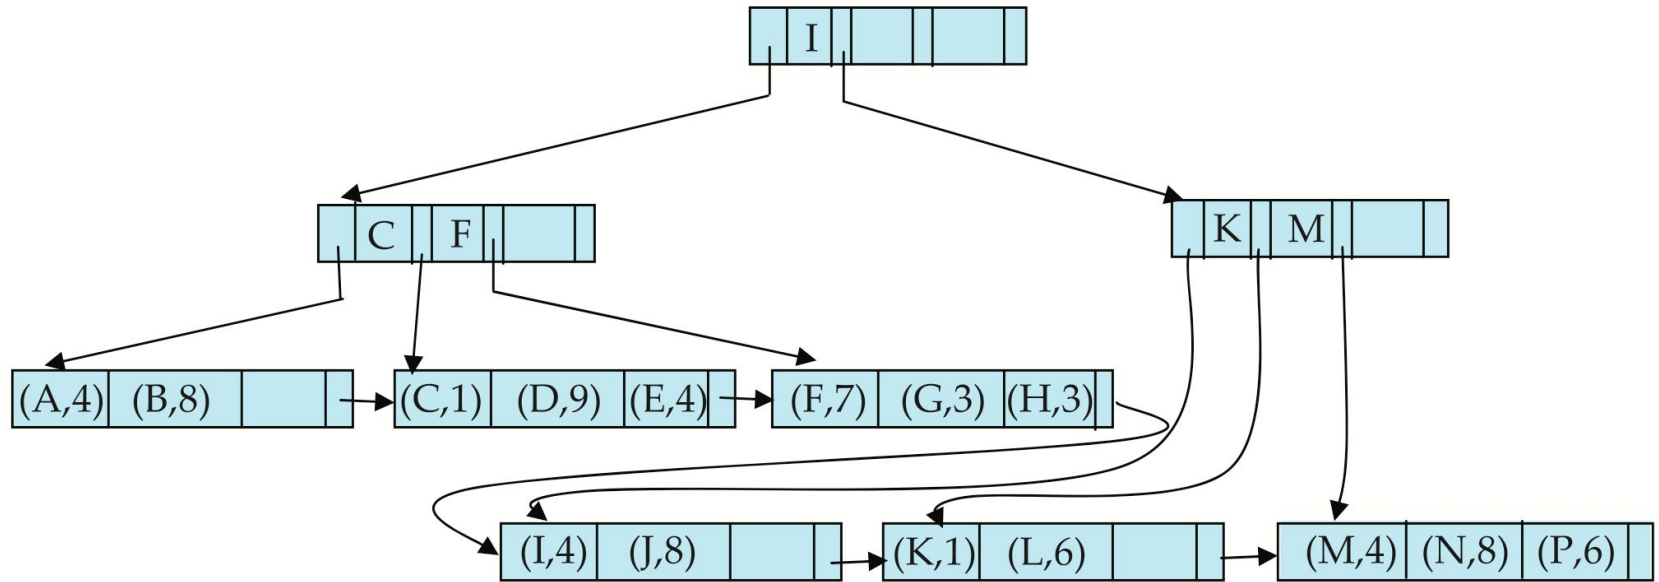 I
C F
K M
(A,4) (B,8)
(C,1) (D,9) (E,4)
(F,7) (G,3) (H,3)
(I,4) (J,8)
(K,1) (L,6)
(M,4) (N,8) (P,6)